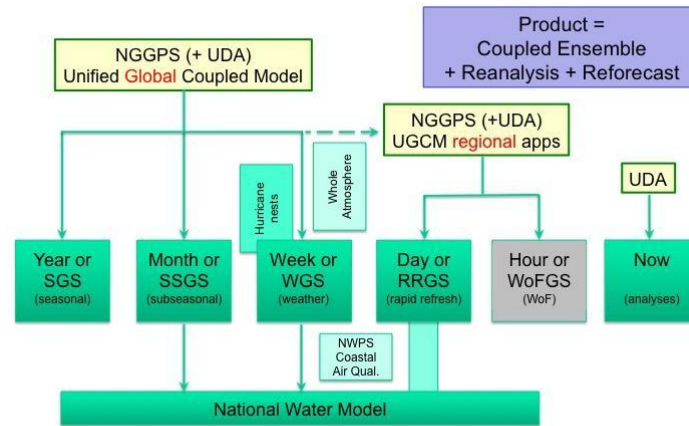 NGGPS (+ UDA)
Unified Global Coupled Model
Product =
Coupled Ensemble
+ Reanalysis + Reforecast
NGGPS (+UDA)
UGCM regional apps
UDA
Hurricane
nests
Whole
Atmosphere
Year or
SGS
(seasonal)
Month or
SSGS
(subseasonal)
Week or
WGS
(weather)
Day or
RRGS
(rapid refresh)
Hour or
WoFGS
(WoF)
Now
(analyses)
NWPS
Coastal
Air Qual.
National Water Model